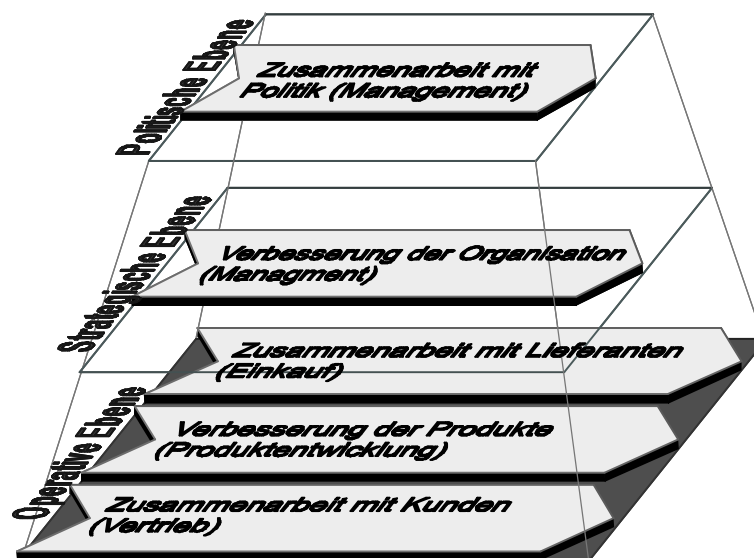 Politische Ebene
Zusammenarbeit mit
Politik (Management)
Strategische Ebene
Verbesserung der Organisation
(Managment)
Operative Ebene
Zusammenarbeit mit Lieferanten
(Einkauf)
Verbesserung der Produkte
(Produktentwicklung)
Zusammenarbeit mit Kunden
(Vertrieb)